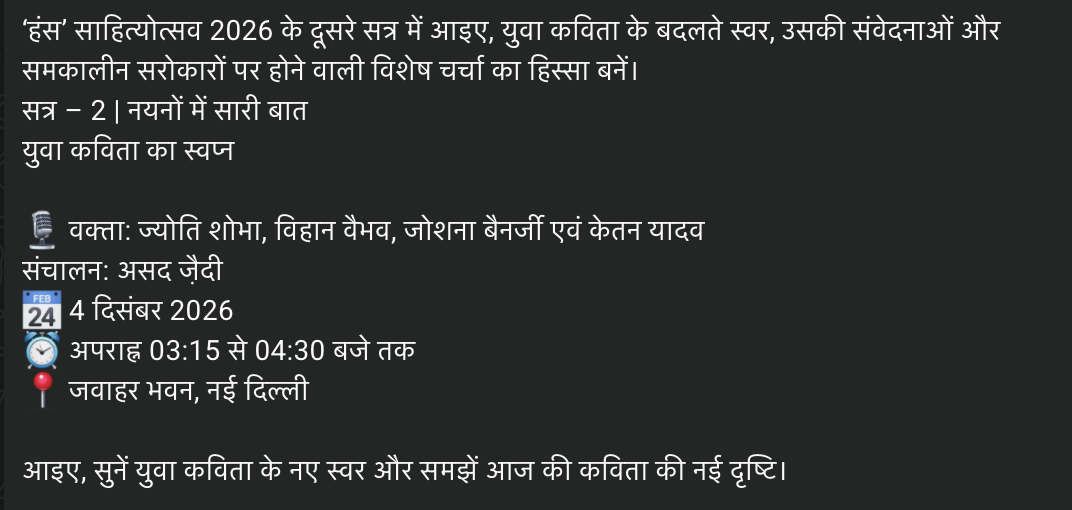 ‘हंस’ साहित्योत्सव 2026 के दूसरे सत्र में आइए, युवा कविता के बदलते स्वर, उसकी संवेदनाओं और
समकालीन सरोकारों पर होने वाली विशेष चर्चा का हिस्सा बनें।
सत्र – 2 | नयनों में सारी बात
युवा कविता का स्वप्न
🎙️ वक्ता: ज्योति शोभा, विहान वैभव, जोशना बैनर्जी एवं केतन यादव
संचालन: असद ज़ैदी
📆 4 दिसंबर 2026
⏰ अपराह्न 03:15 से 04:30 बजे तक
📍 जवाहर भवन, नई दिल्ली
आइए, सुनें युवा कविता के नए स्वर और समझें आज की कविता की नई दृष्टि।